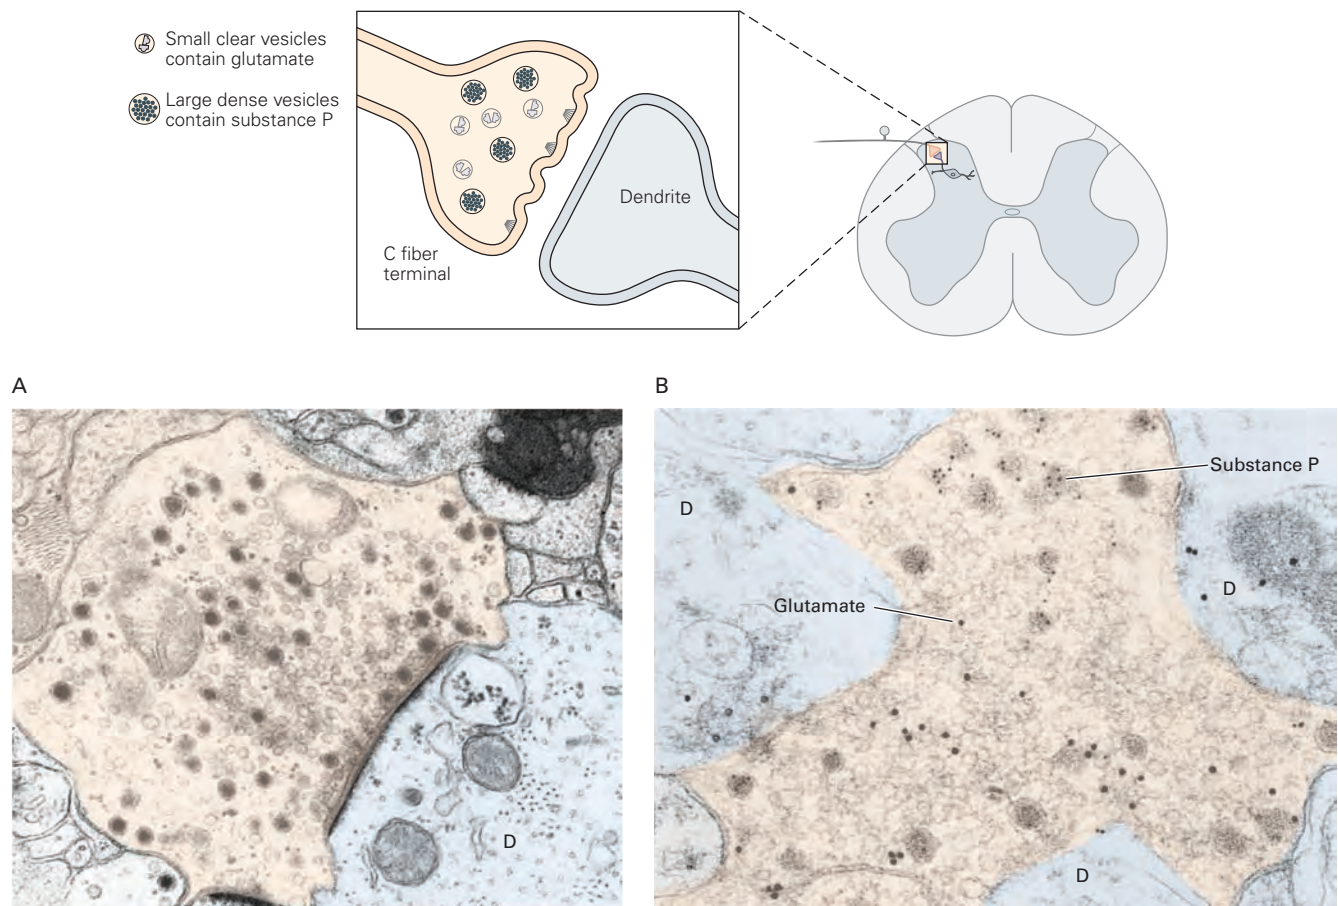 Small clear vesicles
contain glutamate
Large dense vesicles
contain substance P
Dendrite
C fiber
terminal
A
B
Substance P
D
D
Glutamate
D
D